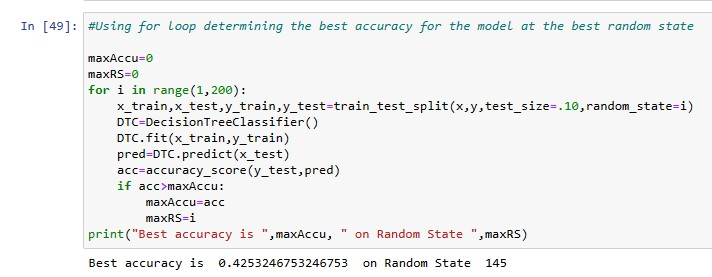 In [49]: #Using for loop determining the best accuracy for the model at the best random state
maxAccu=0
maxRS=0
for i in range(1,200):
    x_train,x_test,y_train,y_test=train_test_split(x,y,test_size=.10,random_state=i)
    DTC=DecisionTreeClassifier()
    DTC.fit(x_train,y_train)
    pred=DTC.predict(x_test)
    acc=accuracy_score(y_test,pred)
    if acc>maxAccu:
        maxAccu=acc
        maxRS=i
print("Best accuracy is ",maxAccu, " on Random State ",maxRS)
Best accuracy is  0.4253246753246753  on Random State  145